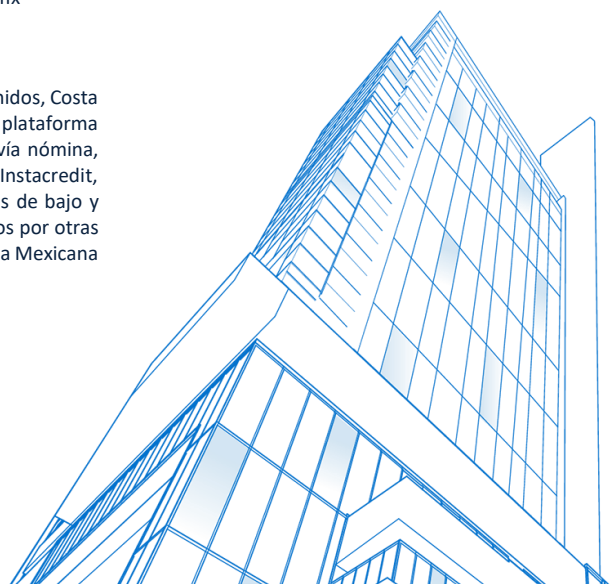 nidos, Costa
plataforma
vía nómina,
Instacredit,
s de bajo y
os por otras
a Mexicana